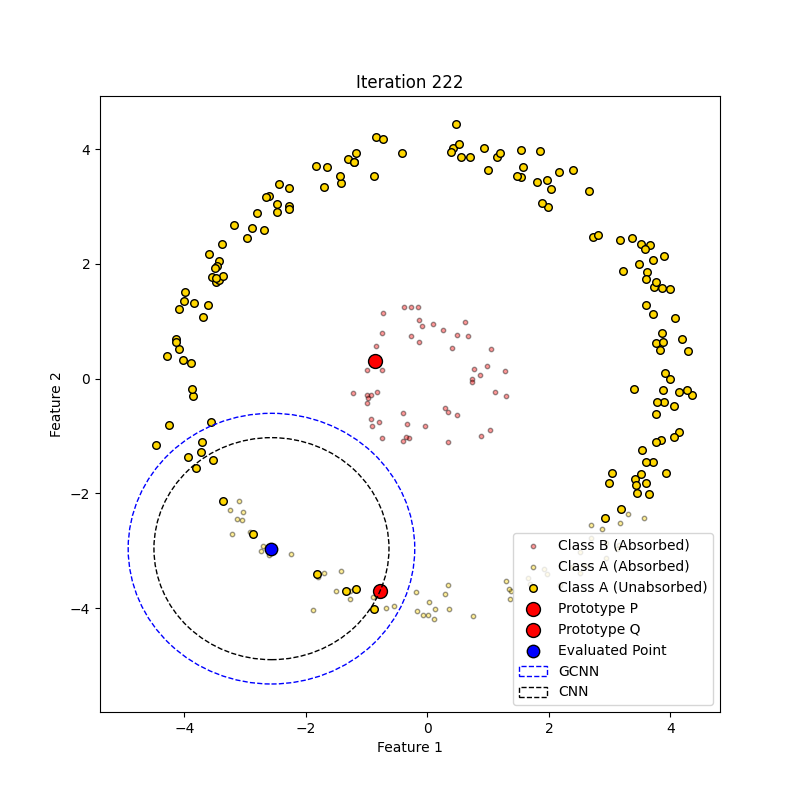 Iteration 222
Feature 2
4
2
0
−2
−4
Class B (Absorbed)
Class A (Absorbed)
Class A (Unabsorbed)
Prototype P
Prototype Q
Evaluated Point
GCNN
CNN
−4 −2 0 2 4
Feature 1